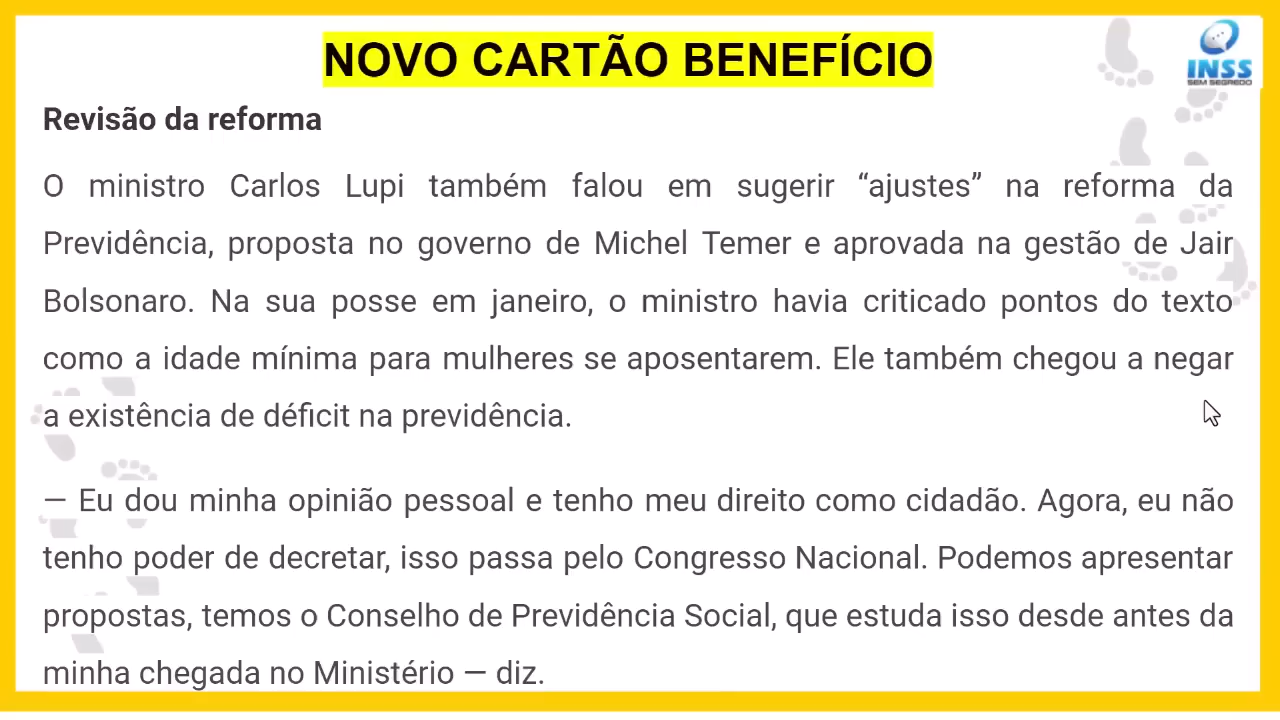 NOVO CARTÃO BENEFÍCIO
INSS
SEM SEGREDO
Revisão da reforma
O ministro Carlos Lupi também falou em sugerir “ajustes” na reforma da
Previdência, proposta no governo de Michel Temer e aprovada na gestão de Jair
Bolsonaro. Na sua posse em janeiro, o ministro havia criticado pontos do texto
como a idade mínima para mulheres se aposentarem. Ele também chegou a negar
a existência de déficit na previdência.
— Eu dou minha opinião pessoal e tenho meu direito como cidadão. Agora, eu não
tenho poder de decretar, isso passa pelo Congresso Nacional. Podemos apresentar
propostas, temos o Conselho de Previdência Social, que estuda isso desde antes da
minha chegada no Ministério — diz.